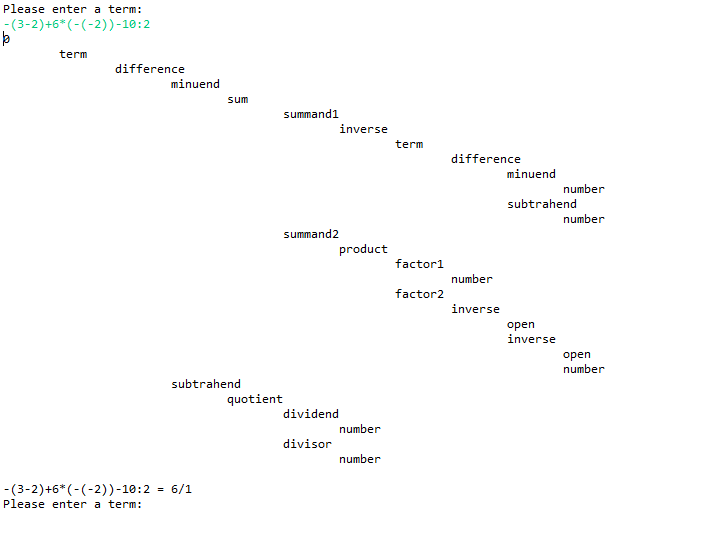 Please enter a term:
-(3-2)+6*(-(-2))-10:2
0
term
difference
minuend
sum
summand1
inverse
term
difference
minuend
number
subtrahend
number
summand2
product
factor1
number
factor2
inverse
open
inverse
open
number
subtrahend
quotient
dividend
number
divisor
number
-(3-2)+6*(-(-2))-10:2 = 6/1
Please enter a term: